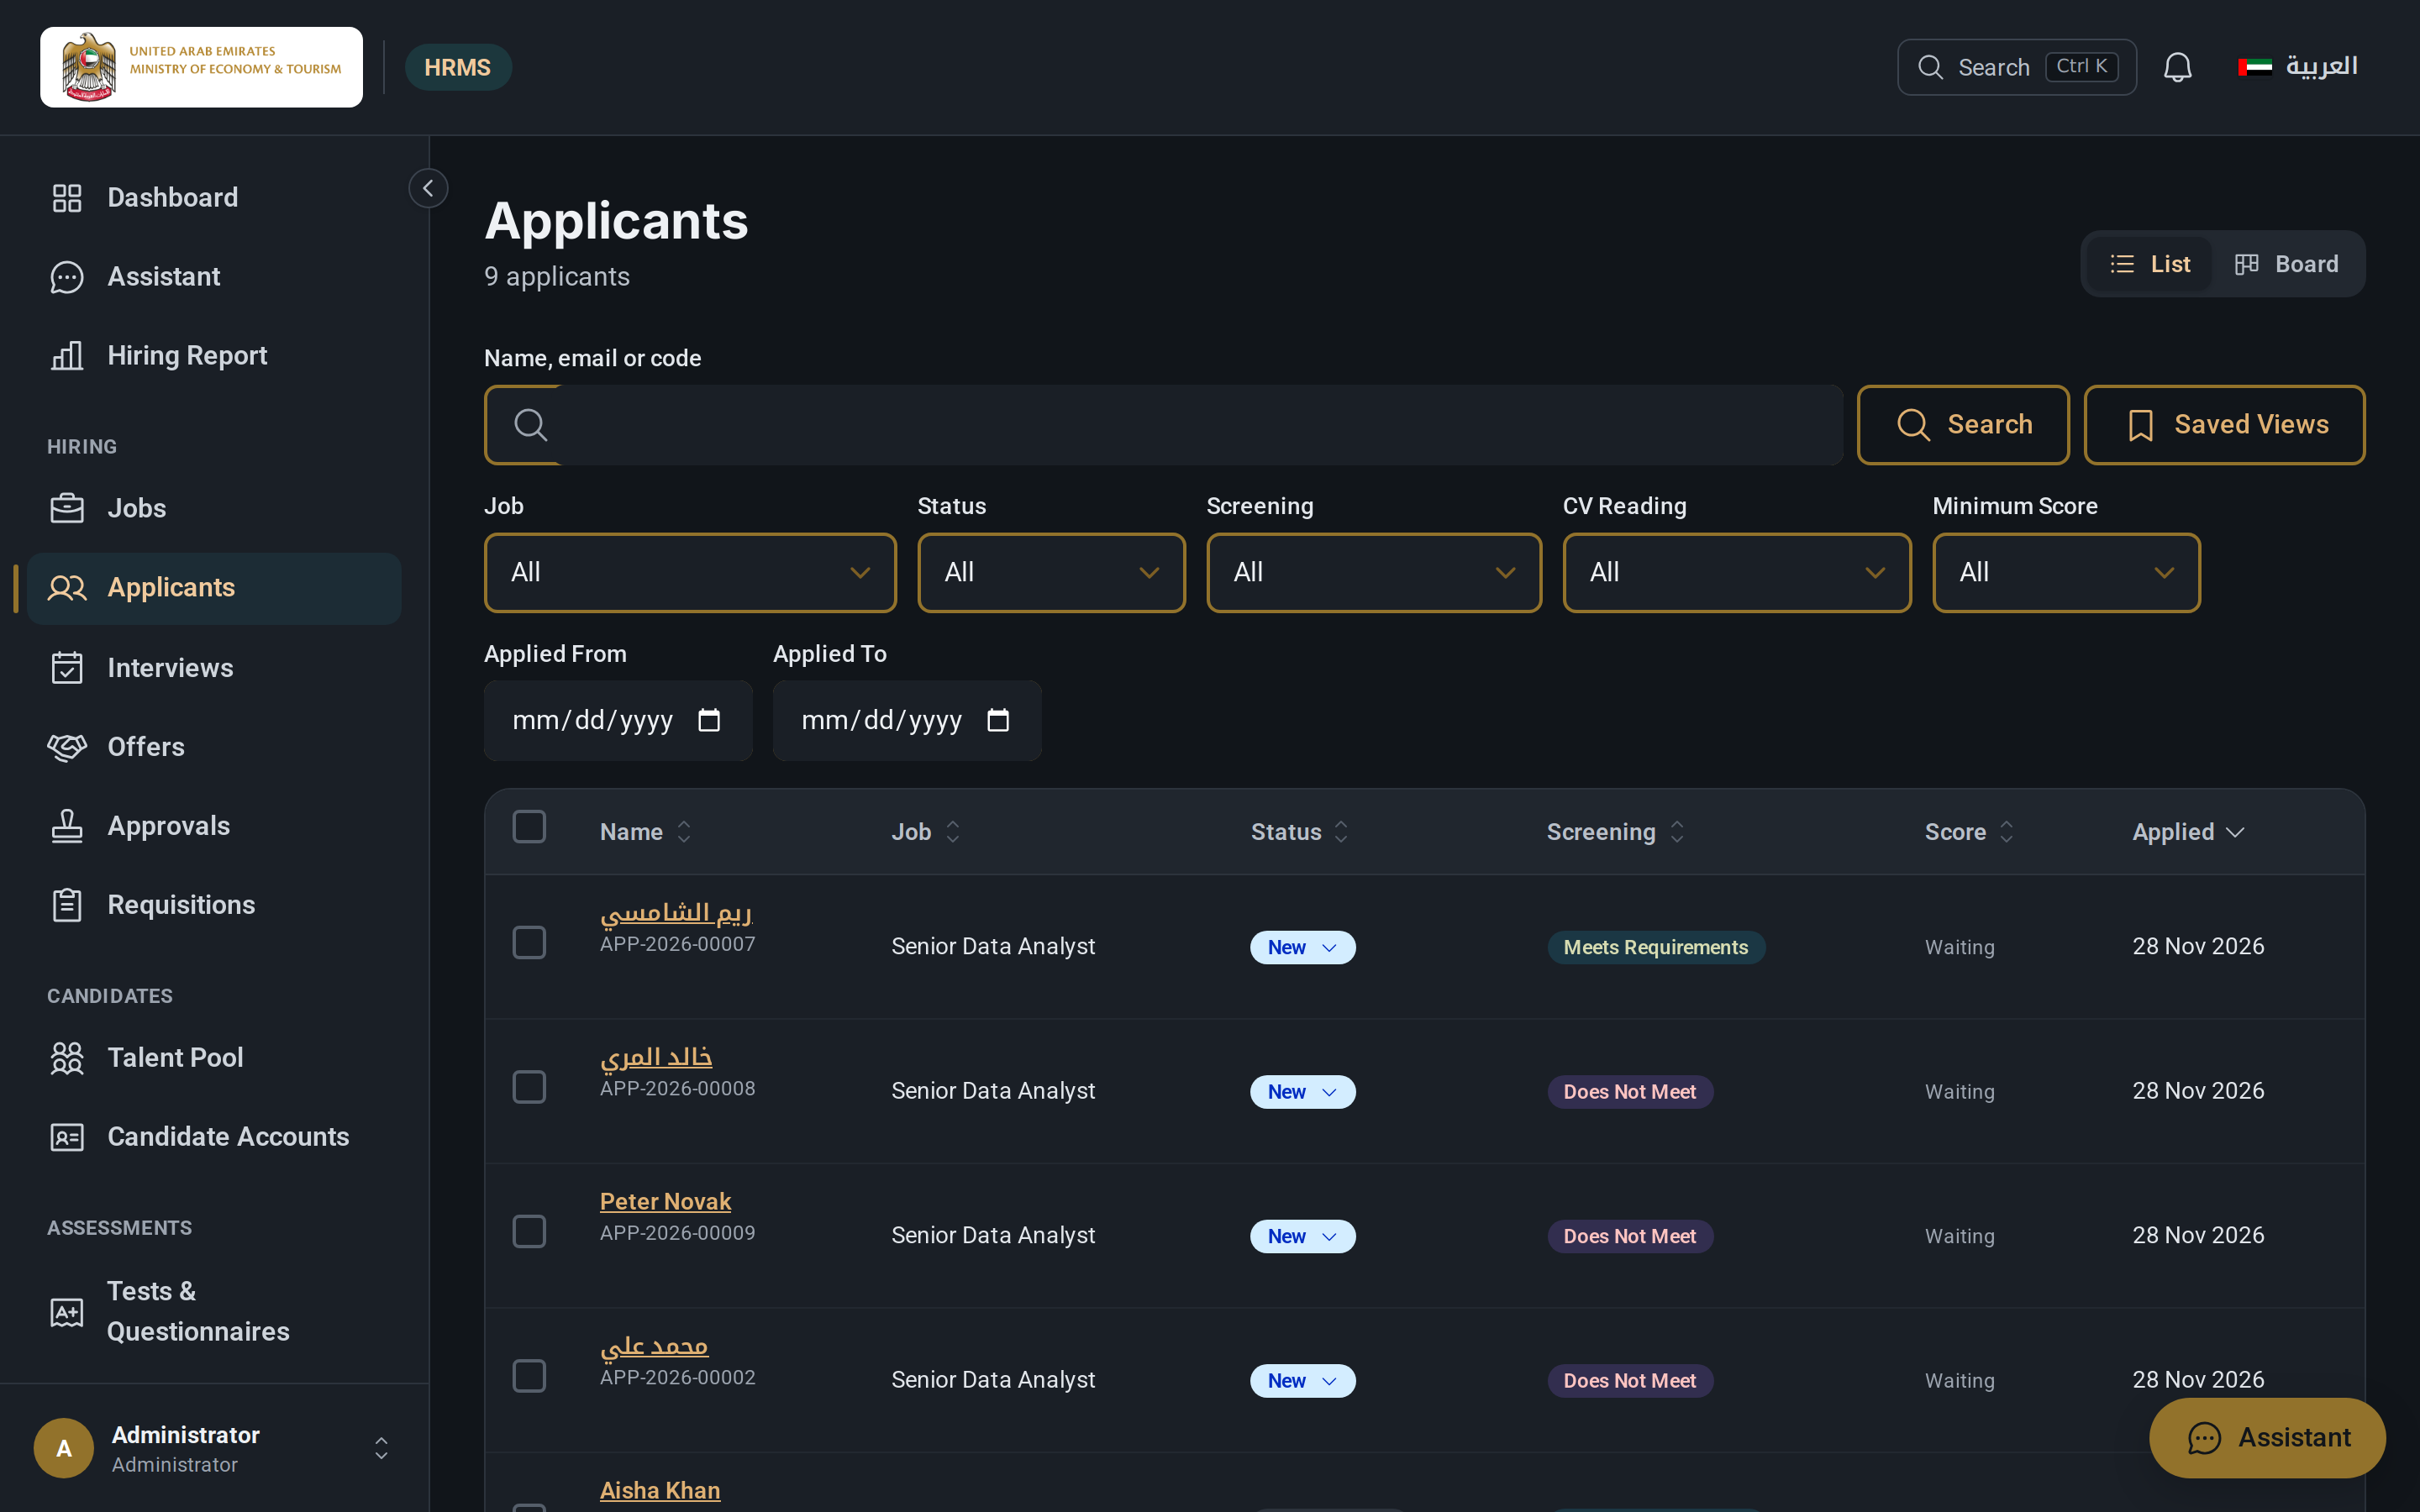 UNITED ARAB EMIRATES
MINISTRY OF ECONOMY & TOURISM
HRMS
Search Ctrl K
العربية
Dashboard
Assistant
Hiring Report
HIRING
Jobs
Applicants
Interviews
Offers
Approvals
Requisitions
CANDIDATES
Talent Pool
Candidate Accounts
ASSESSMENTS
Tests &
Questionnaires
A
Administrator
Administrator
Applicants
9 applicants
List Board
Name, email or code
Search Saved Views
Job Status Screening CV Reading Minimum Score
All All All All All
Applied From Applied To
mm/dd/yyyy mm/dd/yyyy
Name Job Status Screening Score Applied
ريم الشامسي
APP-2026-00007
Senior Data Analyst New Meets Requirements Waiting 28 Nov 2026
خالد المري
APP-2026-00008
Senior Data Analyst New Does Not Meet Waiting 28 Nov 2026
Peter Novak
APP-2026-00009
Senior Data Analyst New Does Not Meet Waiting 28 Nov 2026
محمد علي
APP-2026-00002
Senior Data Analyst New Does Not Meet Waiting 28 Nov 2026
Aisha Khan
Assistant